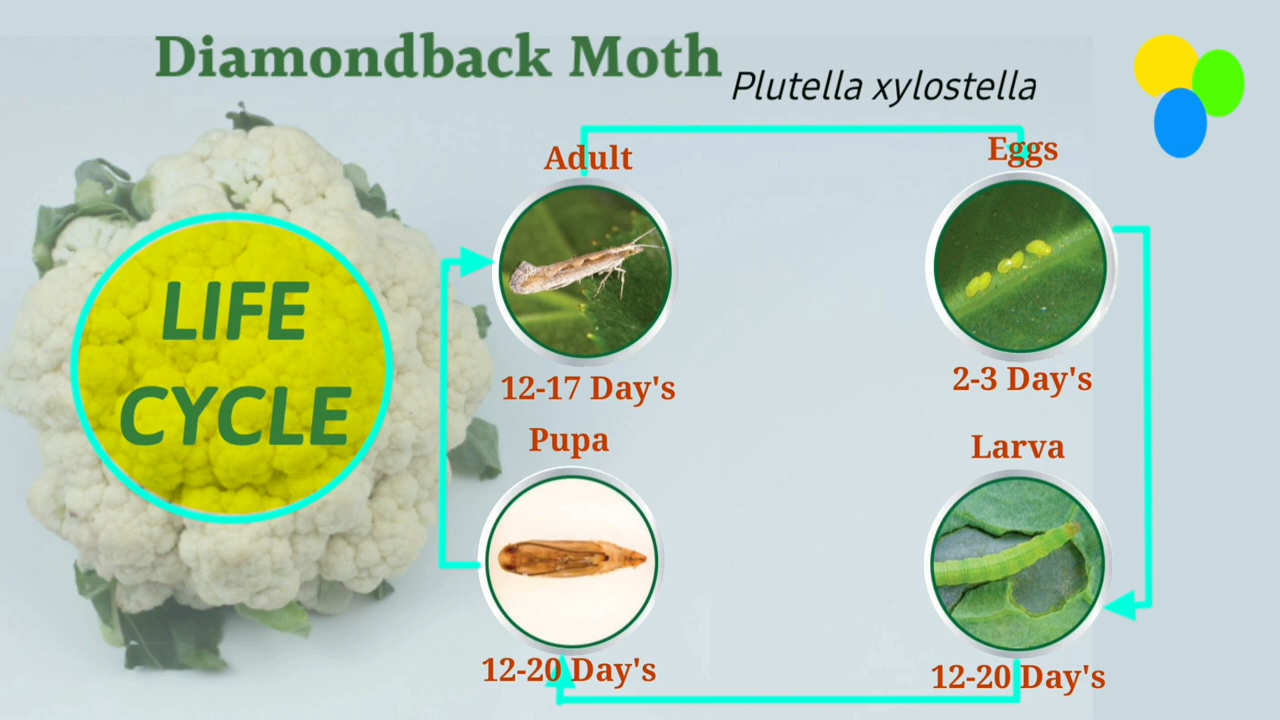 Diamondback Moth
Plutella xylostella
LIFE
CYCLE
Adult
12-17 Day's
Eggs
2-3 Day's
Pupa
12-20 Day's
Larva
12-20 Day's